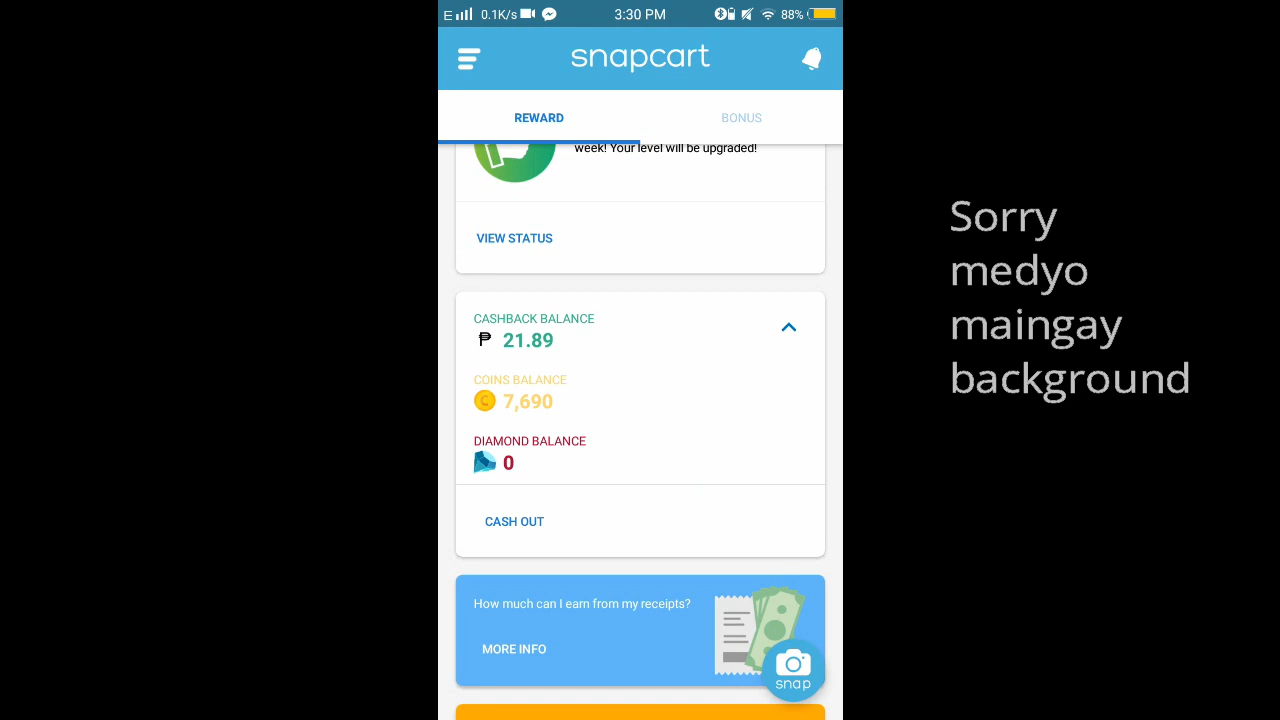 E 0.1K/s 3:30 PM 88%
snapcart
REWARD BONUS
week! Your level will be upgraded!
VIEW STATUS
CASHBACK BALANCE
₱ 21.89
COINS BALANCE
C 7,690
DIAMOND BALANCE
0
CASH OUT
How much can I earn from my receipts?
MORE INFO
snap
Sorry
medyo
maingay
background